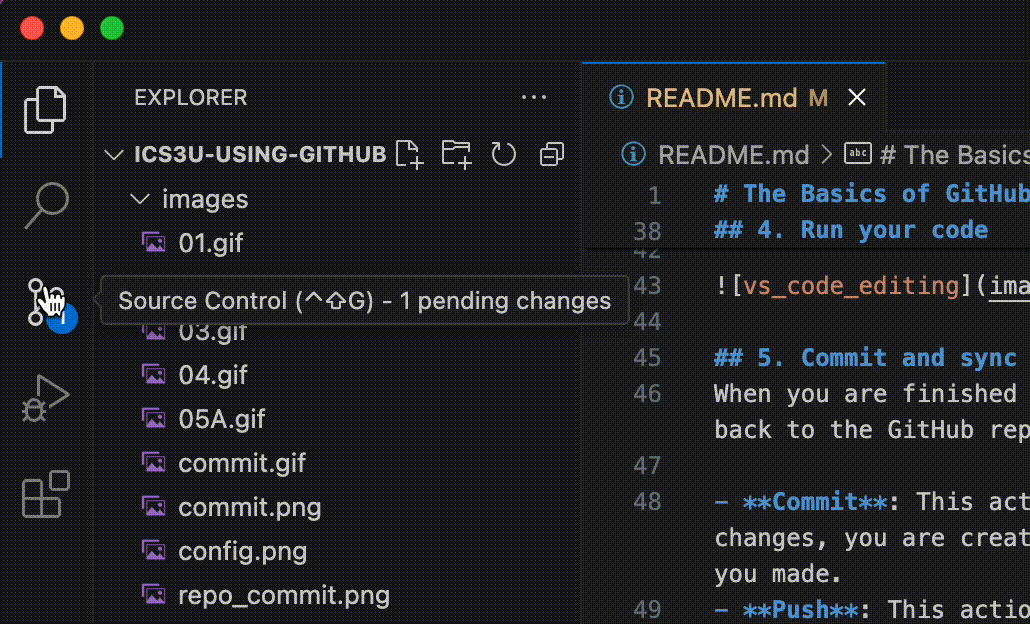 EXPLORER
README.md M
ICS3U-USING-GITHUB
README.md > # The Basics
images
01.gif
Source Control (^⇧G) – 1 pending changes
03.gif
04.gif
05A.gif
commit.gif
commit.png
config.png
repo_commit.png
1 # The Basics of GitHub
38 ## 4. Run your code
42
43 ![vs_code_editing](ima
44
45 ## 5. Commit and sync
46 When you are finished
back to the GitHub rep
47
48 - **Commit**: This act
changes, you are creat
you made.
49 - **Push**: This actio